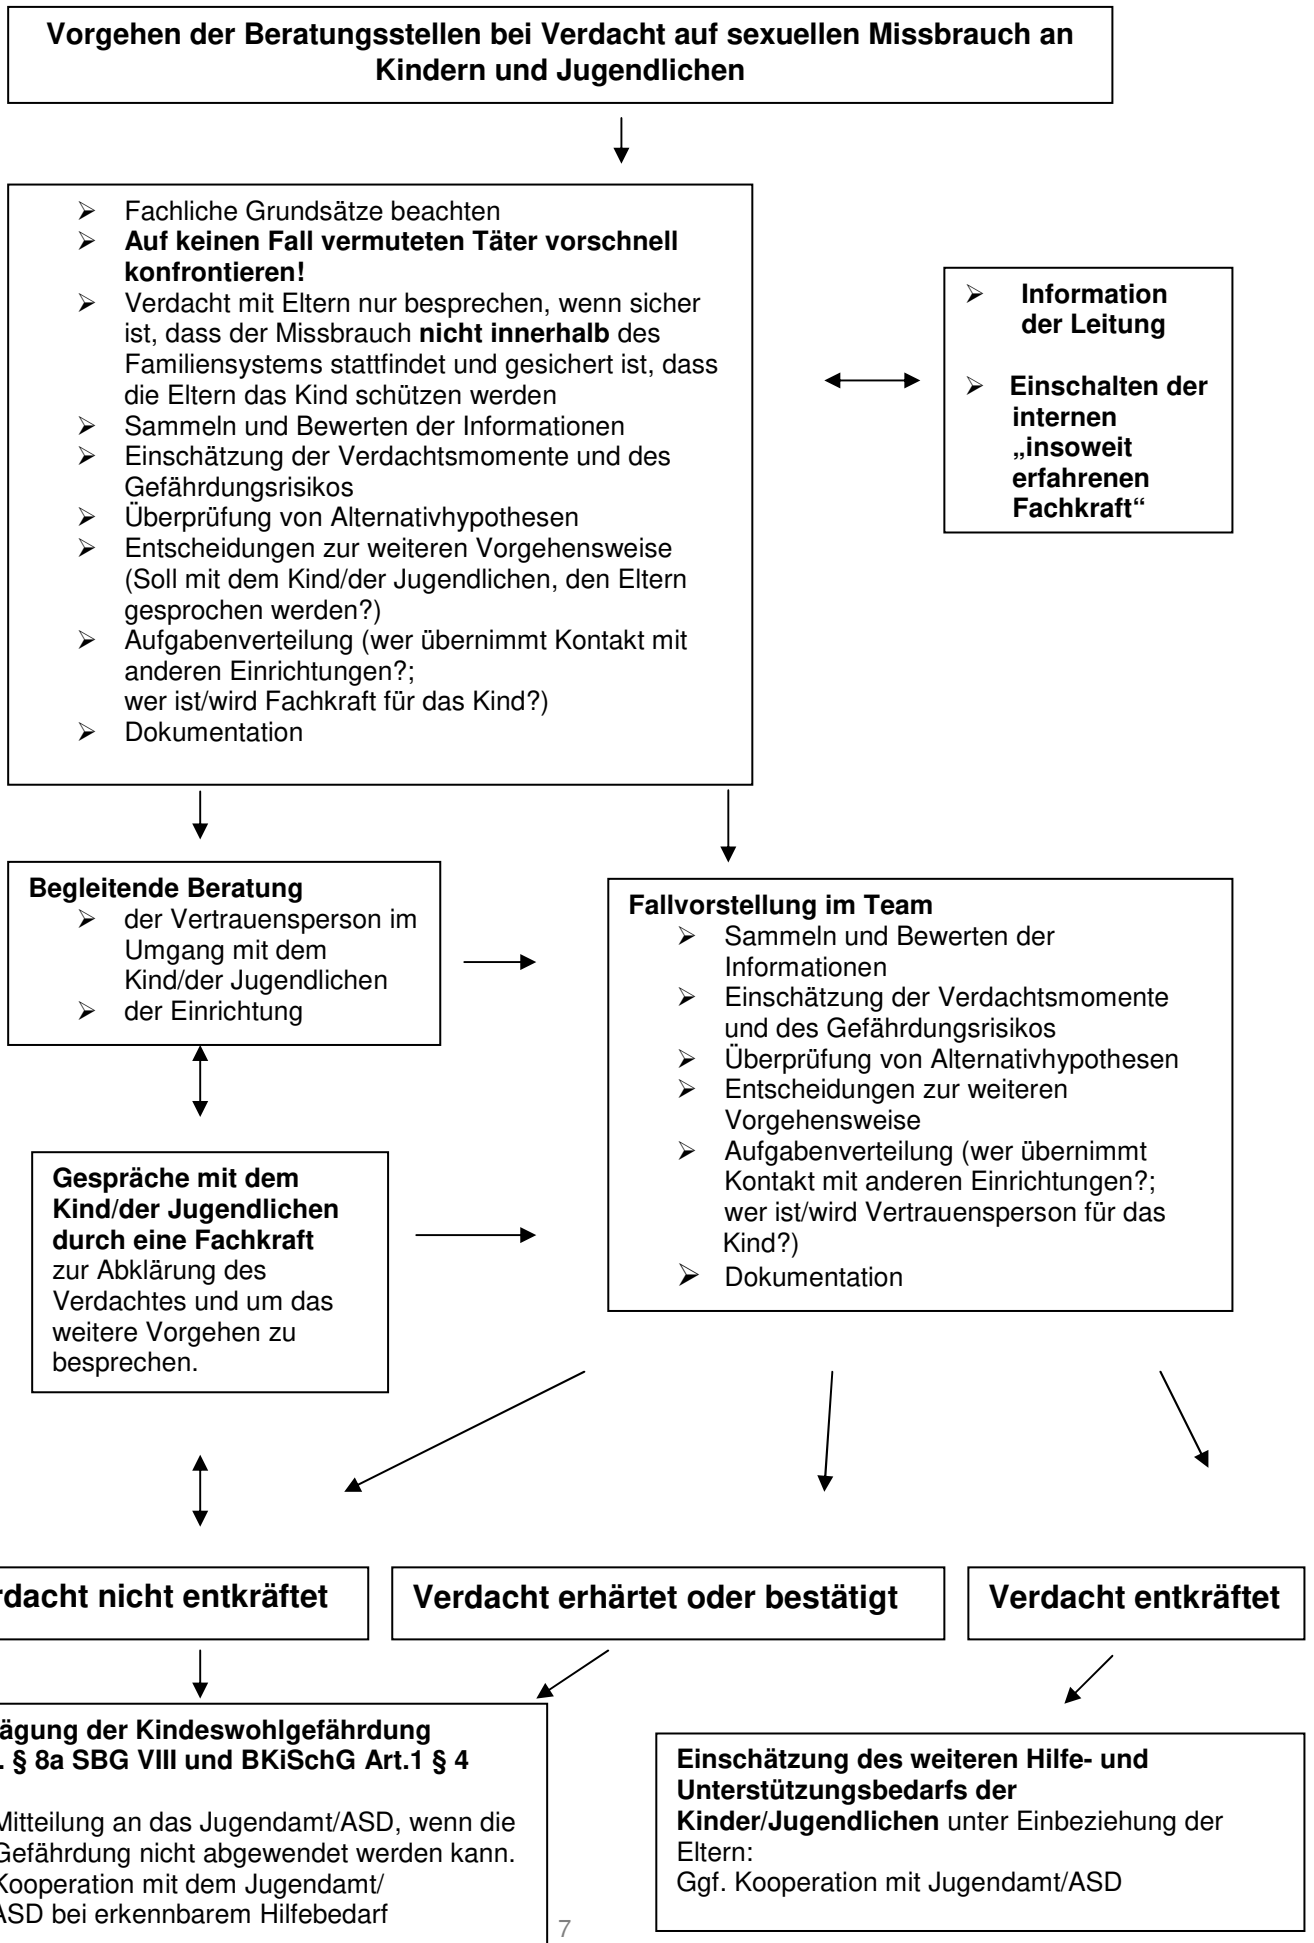 Vorgehen der Beratungsstellen bei Verdacht auf sexuellen Missbrauch an
Kindern und Jugendlichen
➢ Fachliche Grundsätze beachten
➢ Auf keinen Fall vermuteten Täter vorschnell
konfrontieren!
➢ Verdacht mit Eltern nur besprechen, wenn sicher
ist, dass der Missbrauch nicht innerhalb des
Familiensystems stattfindet und gesichert ist, dass
die Eltern das Kind schützen werden
➢ Sammeln und Bewerten der Informationen
➢ Einschätzung der Verdachtsmomente und des
Gefährdungsrisikos
➢ Überprüfung von Alternativhypothesen
➢ Entscheidungen zur weiteren Vorgehensweise
(Soll mit dem Kind/der Jugendlichen, den Eltern
gesprochen werden?)
➢ Aufgabenverteilung (wer übernimmt Kontakt mit
anderen Einrichtungen?;
wer ist/wird Fachkraft für das Kind?)
➢ Dokumentation
➢ Information
der Leitung
➢ Einschalten der
internen
„insoweit
erfahrenen
Fachkraft“
Begleitende Beratung
➢ der Vertrauensperson im
Umgang mit dem
Kind/der Jugendlichen
➢ der Einrichtung
Fallvorstellung im Team
➢ Sammeln und Bewerten der
Informationen
➢ Einschätzung der Verdachtsmomente
und des Gefährdungsrisikos
➢ Überprüfung von Alternativhypothesen
➢ Entscheidungen zur weiteren
Vorgehensweise
➢ Aufgabenverteilung (wer übernimmt
Kontakt mit anderen Einrichtungen?;
wer ist/wird Vertrauensperson für das
Kind?)
➢ Dokumentation
Gespräche mit dem
Kind/der Jugendlichen
durch eine Fachkraft
zur Abklärung des
Verdachtes und um das
weitere Vorgehen zu
besprechen.
rdacht nicht entkräftet
Verdacht erhärtet oder bestätigt
Verdacht entkräftet
ägung der Kindeswohlgefährdung
. § 8a SBG VIII und BKiSchG Art.1 § 4
Mitteilung an das Jugendamt/ASD, wenn die
Gefährdung nicht abgewendet werden kann.
Kooperation mit dem Jugendamt/
ASD bei erkennbarem Hilfebedarf
Einschätzung des weiteren Hilfe- und
Unterstützungsbedarfs der
Kinder/Jugendlichen unter Einbeziehung der
Eltern:
Ggf. Kooperation mit Jugendamt/ASD
7